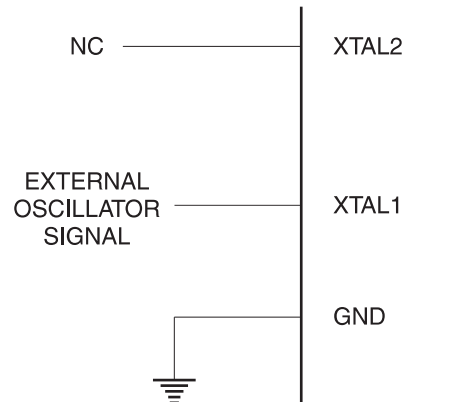 NC
XTAL2
EXTERNAL
OSCILLATOR
SIGNAL
XTAL1
GND